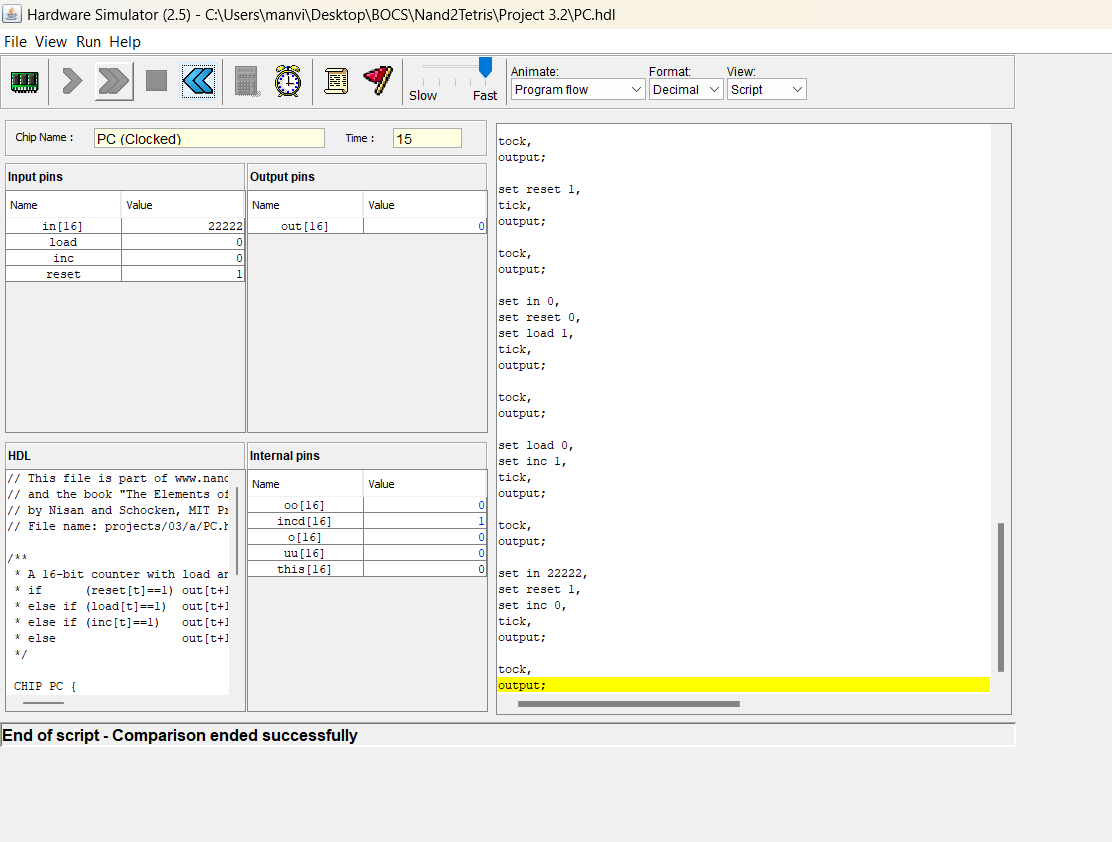 Hardware Simulator (2.5) - C:\Users\manvi\Desktop\BOCS\Nand2Tetris\Project 3.2\PC.hdl
File View Run Help
Slow Fast
Animate: Format: View:
Program flow Decimal Script
Chip Name : PC (Clocked) Time : 15
Input pins
Name Value
in[16] 22222
load 0
inc 0
reset 1
Output pins
Name Value
out[16] 0
HDL
// This file is part of www.nand
// and the book "The Elements of
// by Nisan and Schocken, MIT Pr
// File name: projects/03/a/PC.h
/**
* A 16-bit counter with load an
* if (reset[t]==1) out[t+1
* else if (load[t]==1) out[t+1
* else if (inc[t]==1) out[t+1
* else out[t+1
*/
CHIP PC {
Internal pins
Name Value
oo[16] 0
incd[16] 1
o[16] 0
uu[16] 0
this[16] 0
tock,
output;
set reset 1,
tick,
output;
tock,
output;
set in 0,
set reset 0,
set load 1,
tick,
output;
tock,
output;
set load 0,
set inc 1,
tick,
output;
tock,
output;
set in 22222,
set reset 1,
set inc 0,
tick,
output;
tock,
output;
End of script - Comparison ended successfully